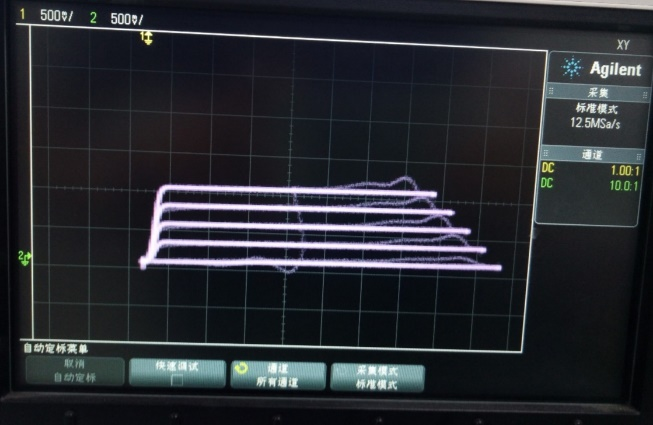 1 500mV/ 2 500mV/
XY
1
Agilent
采集
标准模式
12.5MSa/s
通道
DC 1.00:1
DC 10.0:1
2
自动定标菜单
取消
自动定标
快速调试
通道
所有通道
采集模式
标准模式